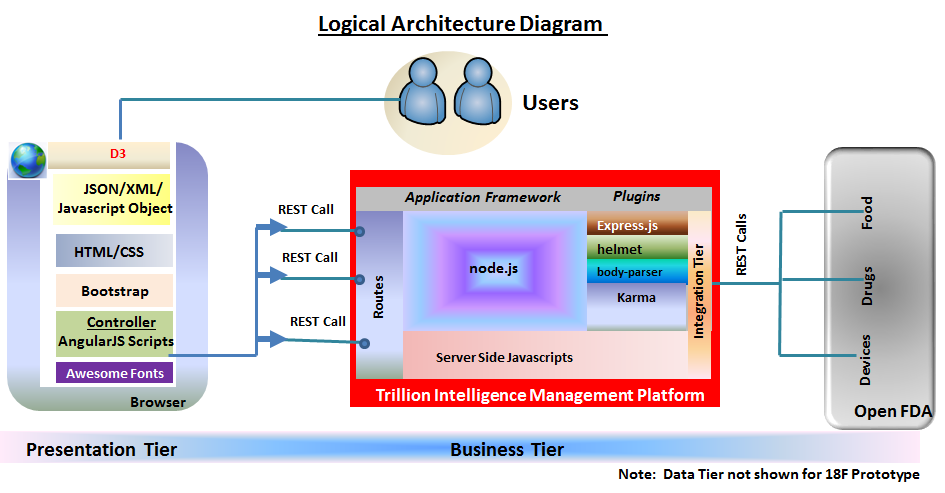 Logical Architecture Diagram
Users
D3
JSON/XML/
Javascript Object
HTML/CSS
Bootstrap
Controller
AngularJS Scripts
Awesome Fonts
Browser
REST Call
REST Call
REST Call
Application Framework
Plugins
Routes
node.js
Express.js
helmet
body-parser
Karma
Integration Tier
Server Side Javascripts
Trillion Intelligence Management Platform
REST Calls
Food
Drugs
Devices
Open FDA
Presentation Tier
Business Tier
Note: Data Tier not shown for 18F Prototype